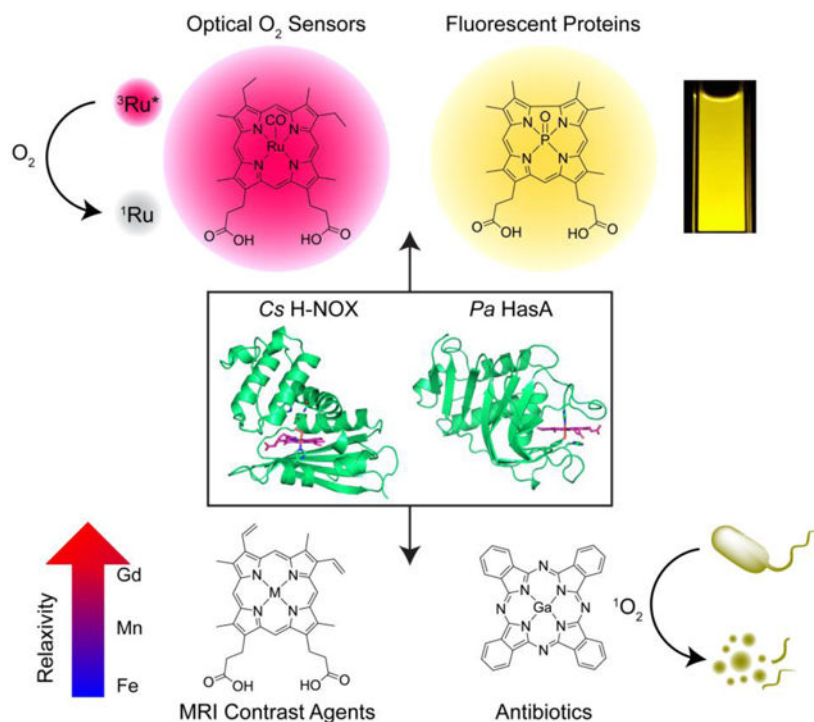 Optical O₂ Sensors
Fluorescent Proteins
³Ru*
O₂
¹Ru
CO
N N
Ru
N N
O
OH
HO
O
O
P
N N
N N
O
OH
HO
O
Cs H-NOX
Pa HasA
Relaxivity
Gd
Mn
Fe
N N
M
N N
O
OH
HO
O
MRI Contrast Agents
N N
N
Ga
N N
N
N N
Antibiotics
¹O₂